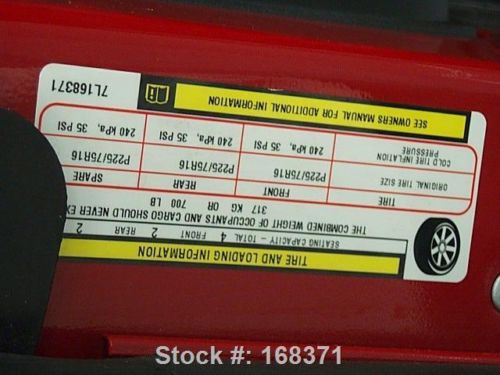 TIRE AND LOADING INFORMATION
SEATING CAPACITY - TOTAL 4 FRONT 2 REAR 2
THE COMBINED WEIGHT OF OCCUPANTS AND CARGO SHOULD NEVER EX
317 KG OR 700 LB
TIRE FRONT REAR SPARE
ORIGINAL TIRE SIZE P225/75R16 P225/75R16 P225/75R16
COLD TIRE INFLATION PRESSURE 240 kPa, 35 PSI 240 kPa, 35 PSI 240 kPa, 35 PSI
SEE OWNERS MANUAL FOR ADDITIONAL INFORMATION
7L168371
Stock #: 168371